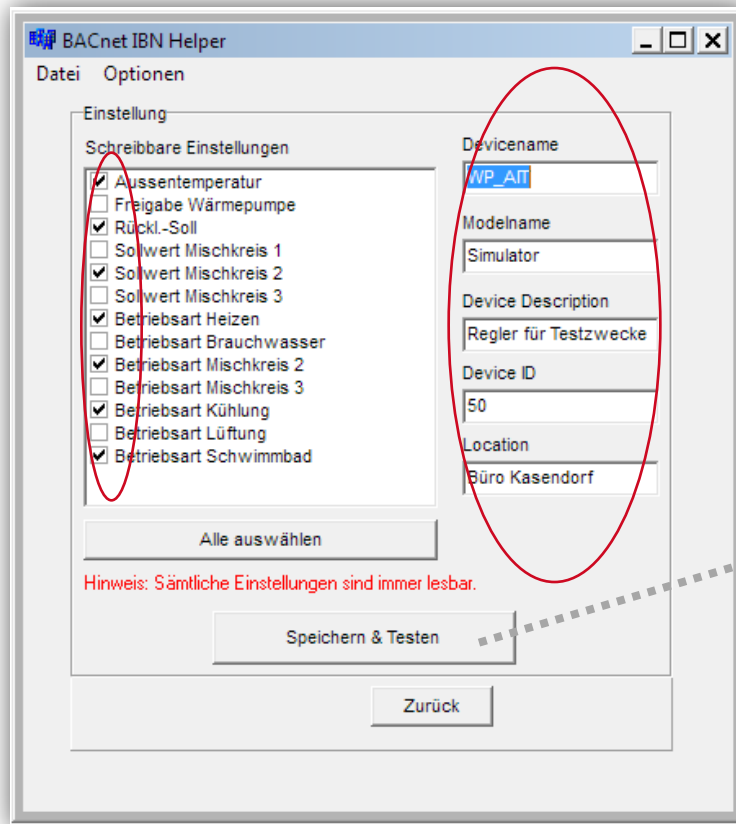 BACnet IBN Helper
Datei Optionen
Einstellung
Schreibbare Einstellungen
Aussentemperatur
Freigabe Wärmepumpe
Rückl.-Soll
Sollwert Mischkreis 1
Sollwert Mischkreis 2
Sollwert Mischkreis 3
Betriebsart Heizen
Betriebsart Brauchwasser
Betriebsart Mischkreis 2
Betriebsart Mischkreis 3
Betriebsart Kühlung
Betriebsart Lüftung
Betriebsart Schwimmbad
Alle auswählen
Hinweis: Sämtliche Einstellungen sind immer lesbar.
Devicename
WP_AIT
Modelname
Simulator
Device Description
Regler für Testzwecke
Device ID
50
Location
Büro Kasendorf
Speichern & Testen
Zurück